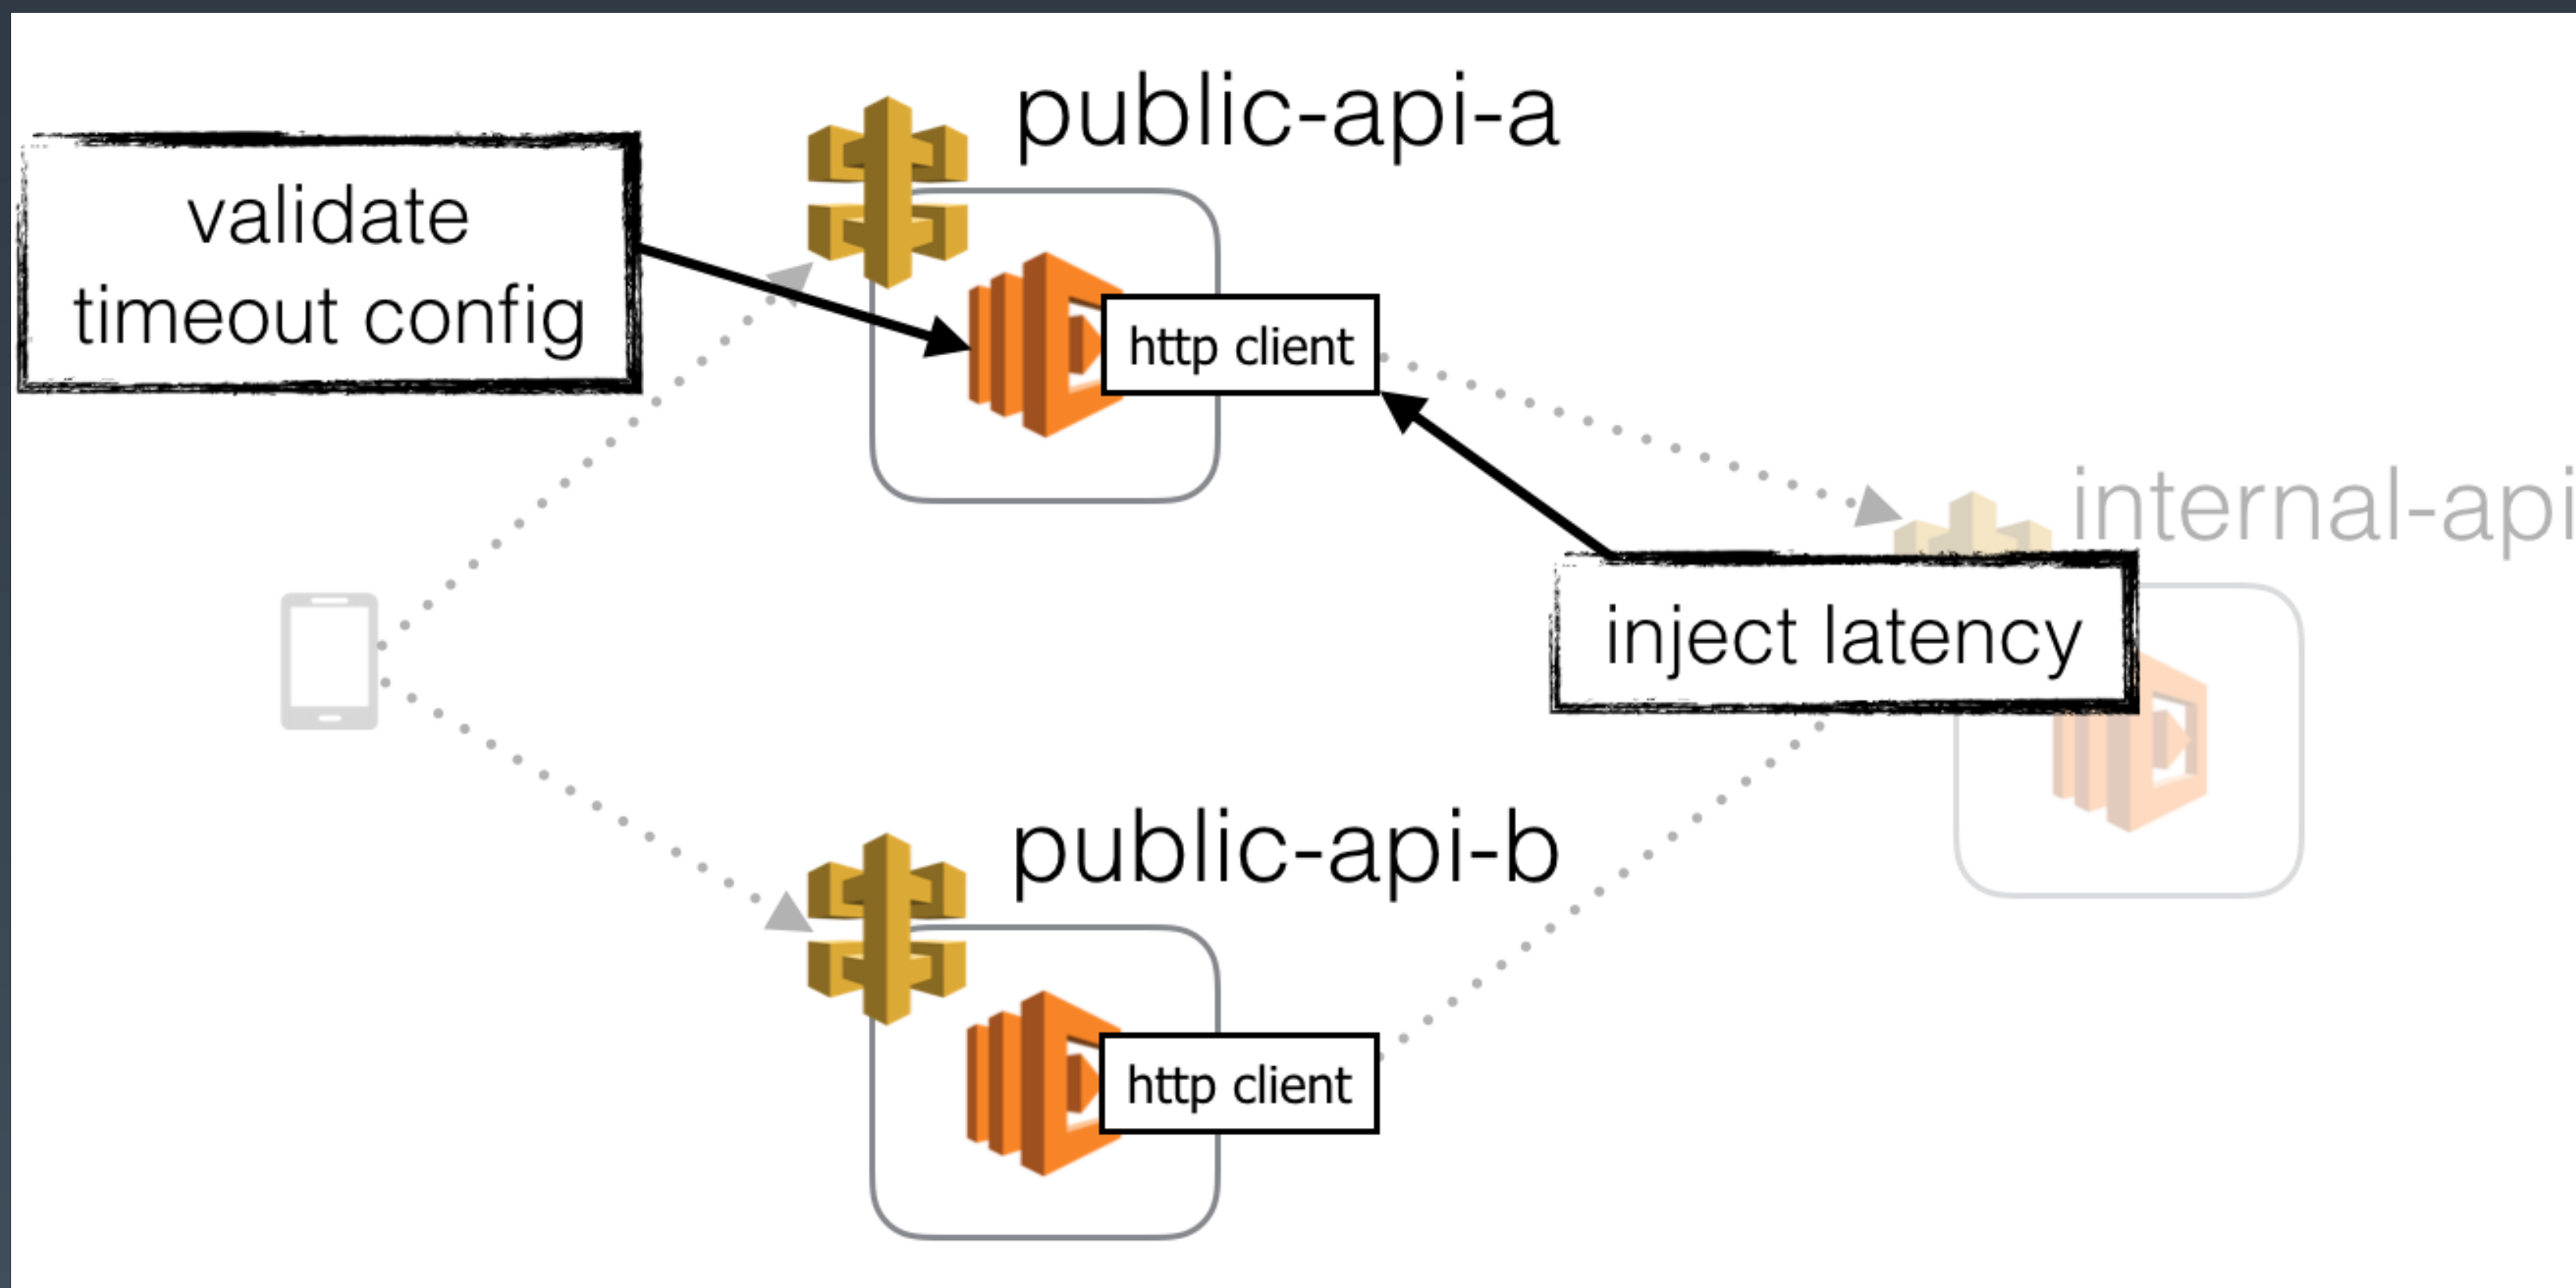 public-api-a
validate
timeout config
http client
internal-api
inject latency
public-api-b
http client